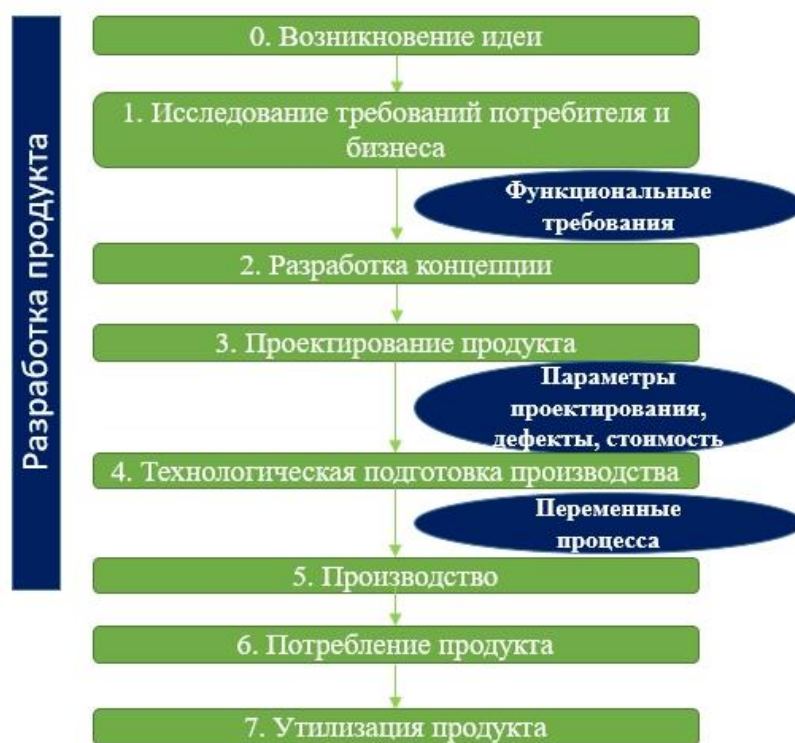 Разработка продукта
0. Возникновение идеи
1. Исследование требований потребителя и
бизнеса
Функциональные
требования
2. Разработка концепции
3. Проектирование продукта
Параметры
проектирования,
дефекты, стоимость
4. Технологическая подготовка производства
Переменные
процесса
5. Производство
6. Потребление продукта
7. Утилизация продукта